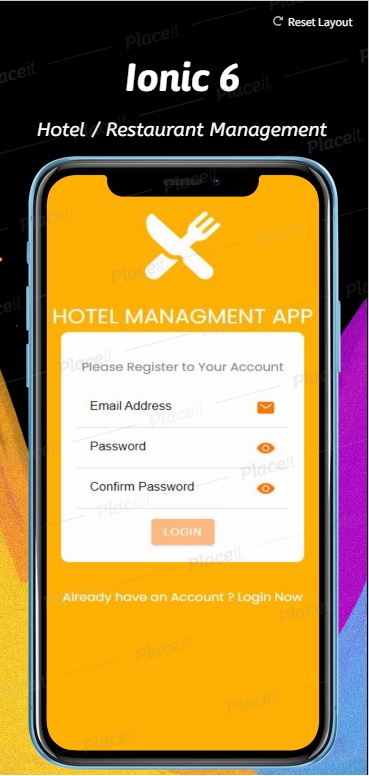 Reset Layout
Ionic 6
Hotel / Restaurant Management
HOTEL MANAGMENT APP
Please Register to Your Account
Email Address
Password
Confirm Password
LOGIN
Already have an Account ? Login Now
Placeit